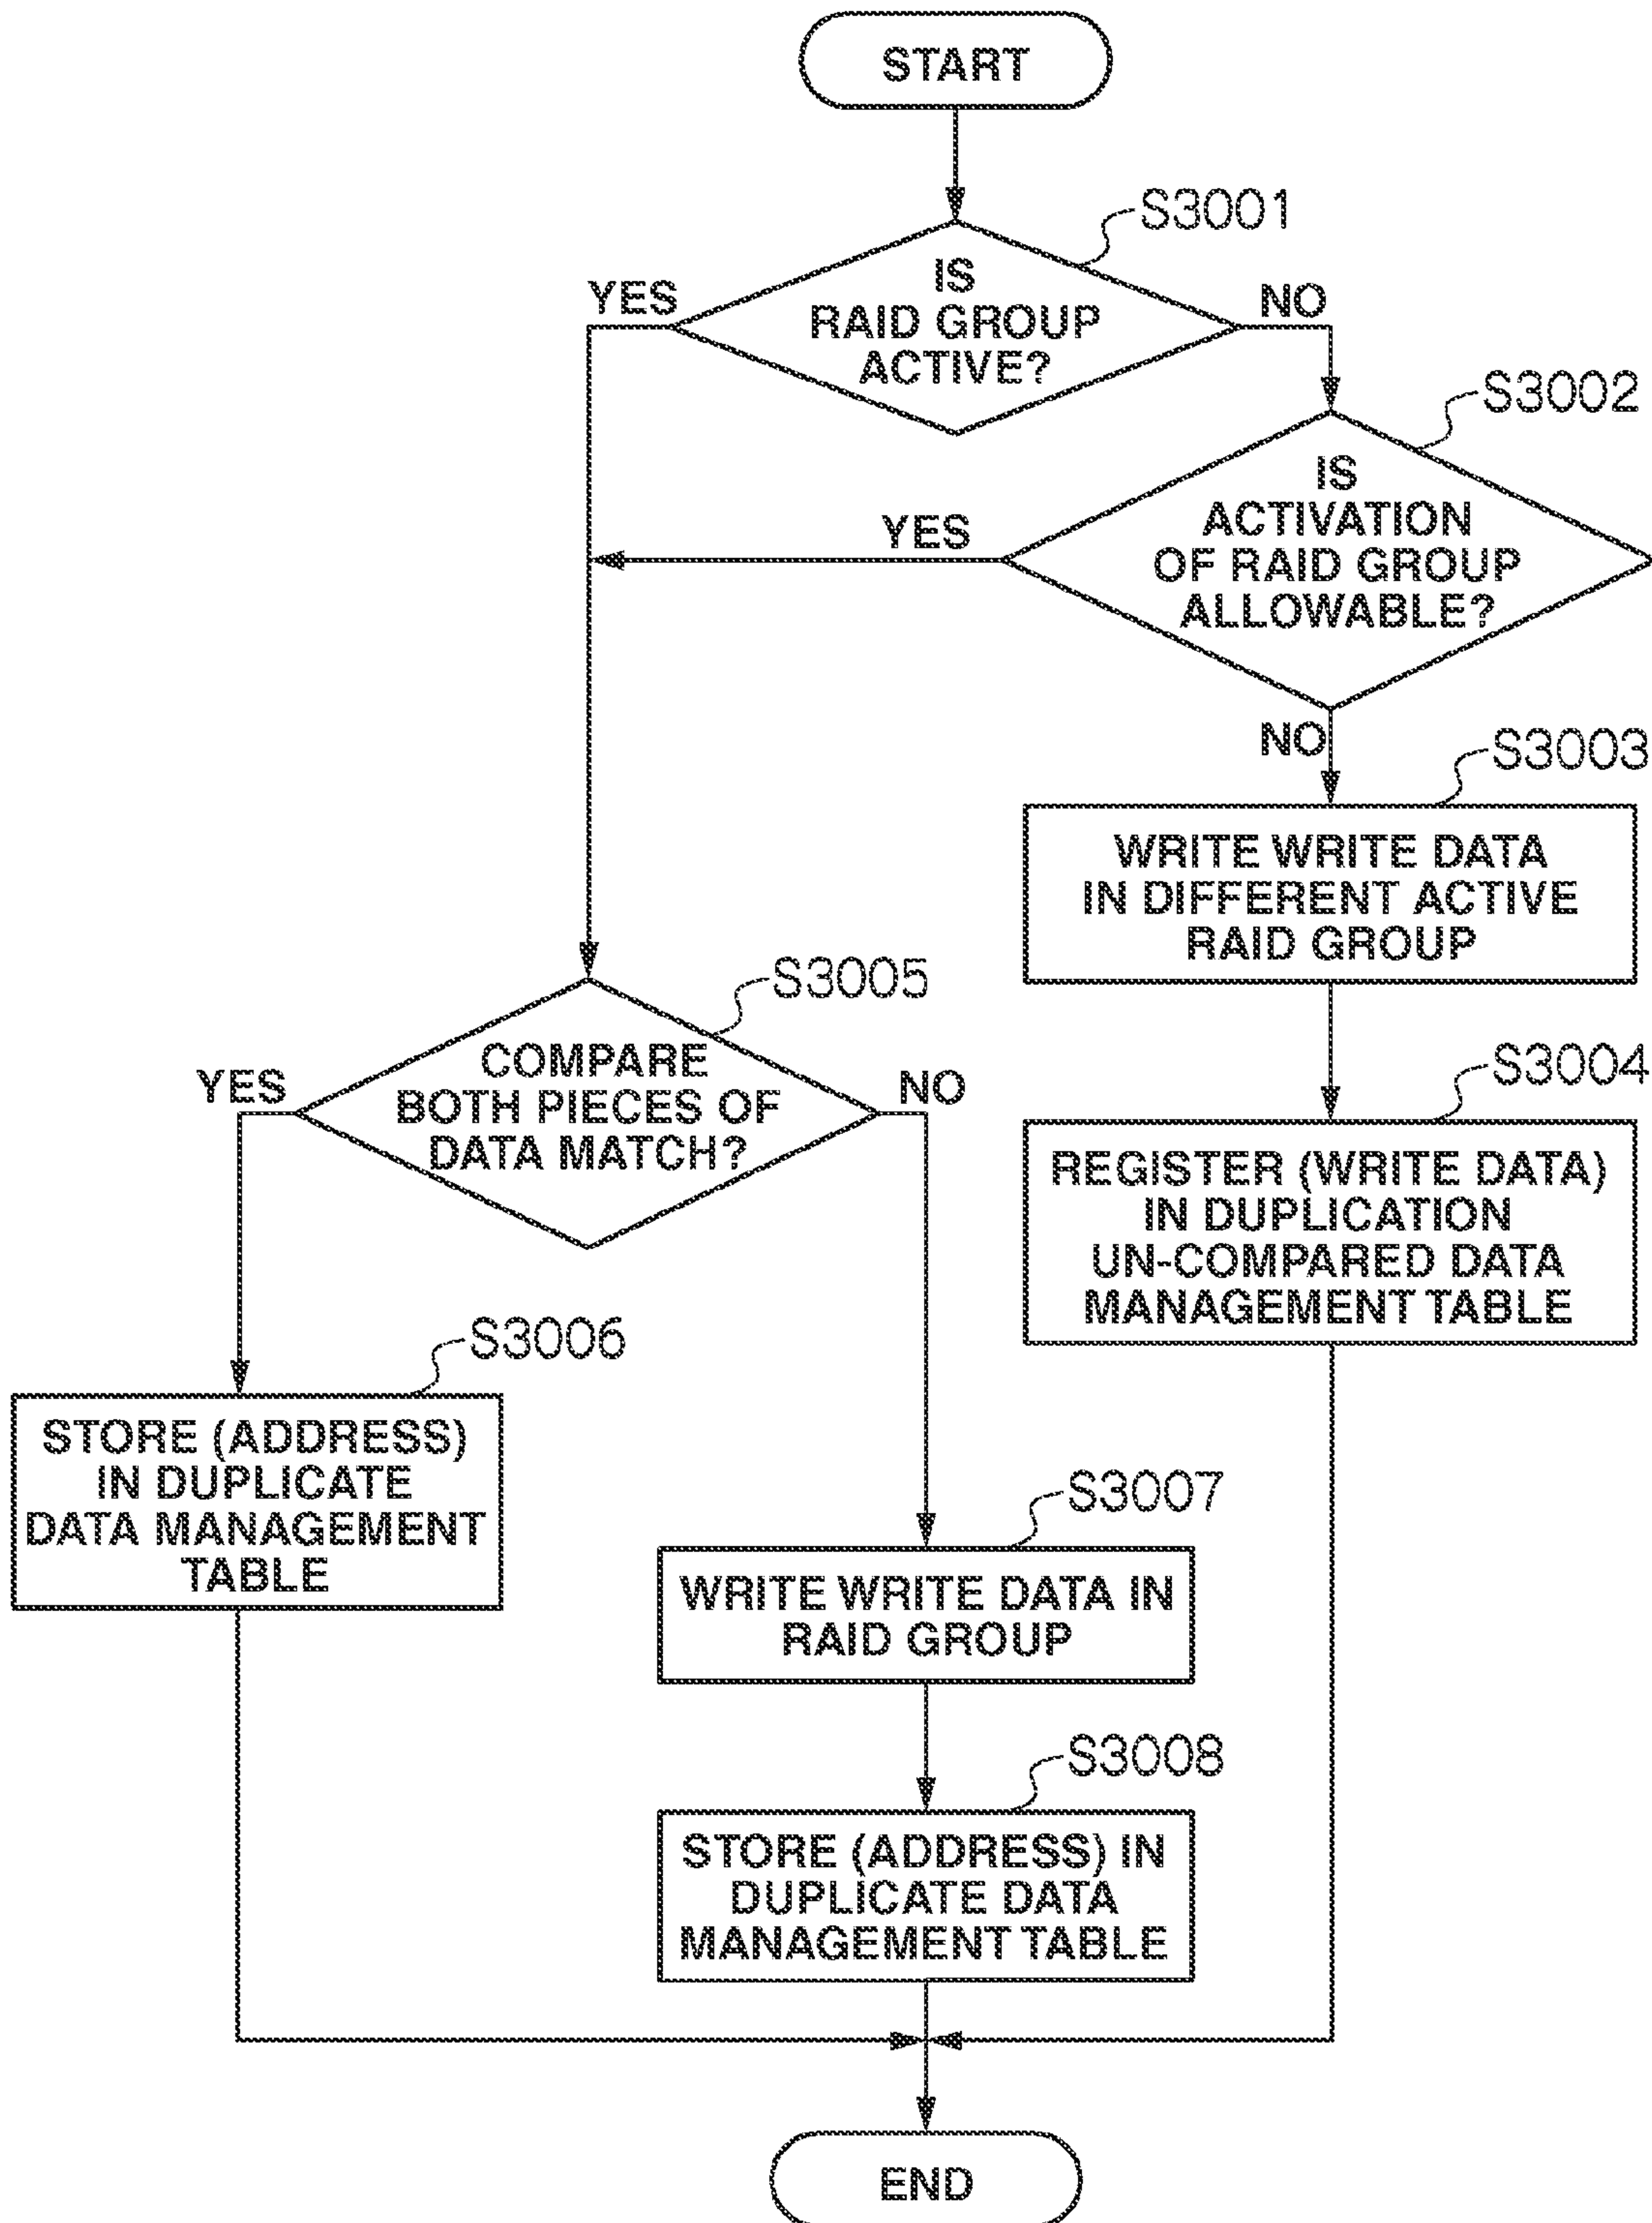 START
S3001
IS
RAID GROUP
ACTIVE?
YES
NO
S3002
IS
ACTIVATION
OF RAID GROUP
ALLOWABLE?
YES
NO
S3003
WRITE WRITE DATA
IN DIFFERENT ACTIVE
RAID GROUP
S3005
COMPARE
BOTH PIECES OF
DATA MATCH?
YES
NO
S3004
REGISTER (WRITE DATA)
IN DUPLICATION
UN-COMPARED DATA
MANAGEMENT TABLE
S3006
STORE (ADDRESS)
IN DUPLICATE
DATA MANAGEMENT
TABLE
S3007
WRITE WRITE DATA IN
RAID GROUP
S3008
STORE (ADDRESS) IN
DUPLICATE DATA
MANAGEMENT TABLE
END